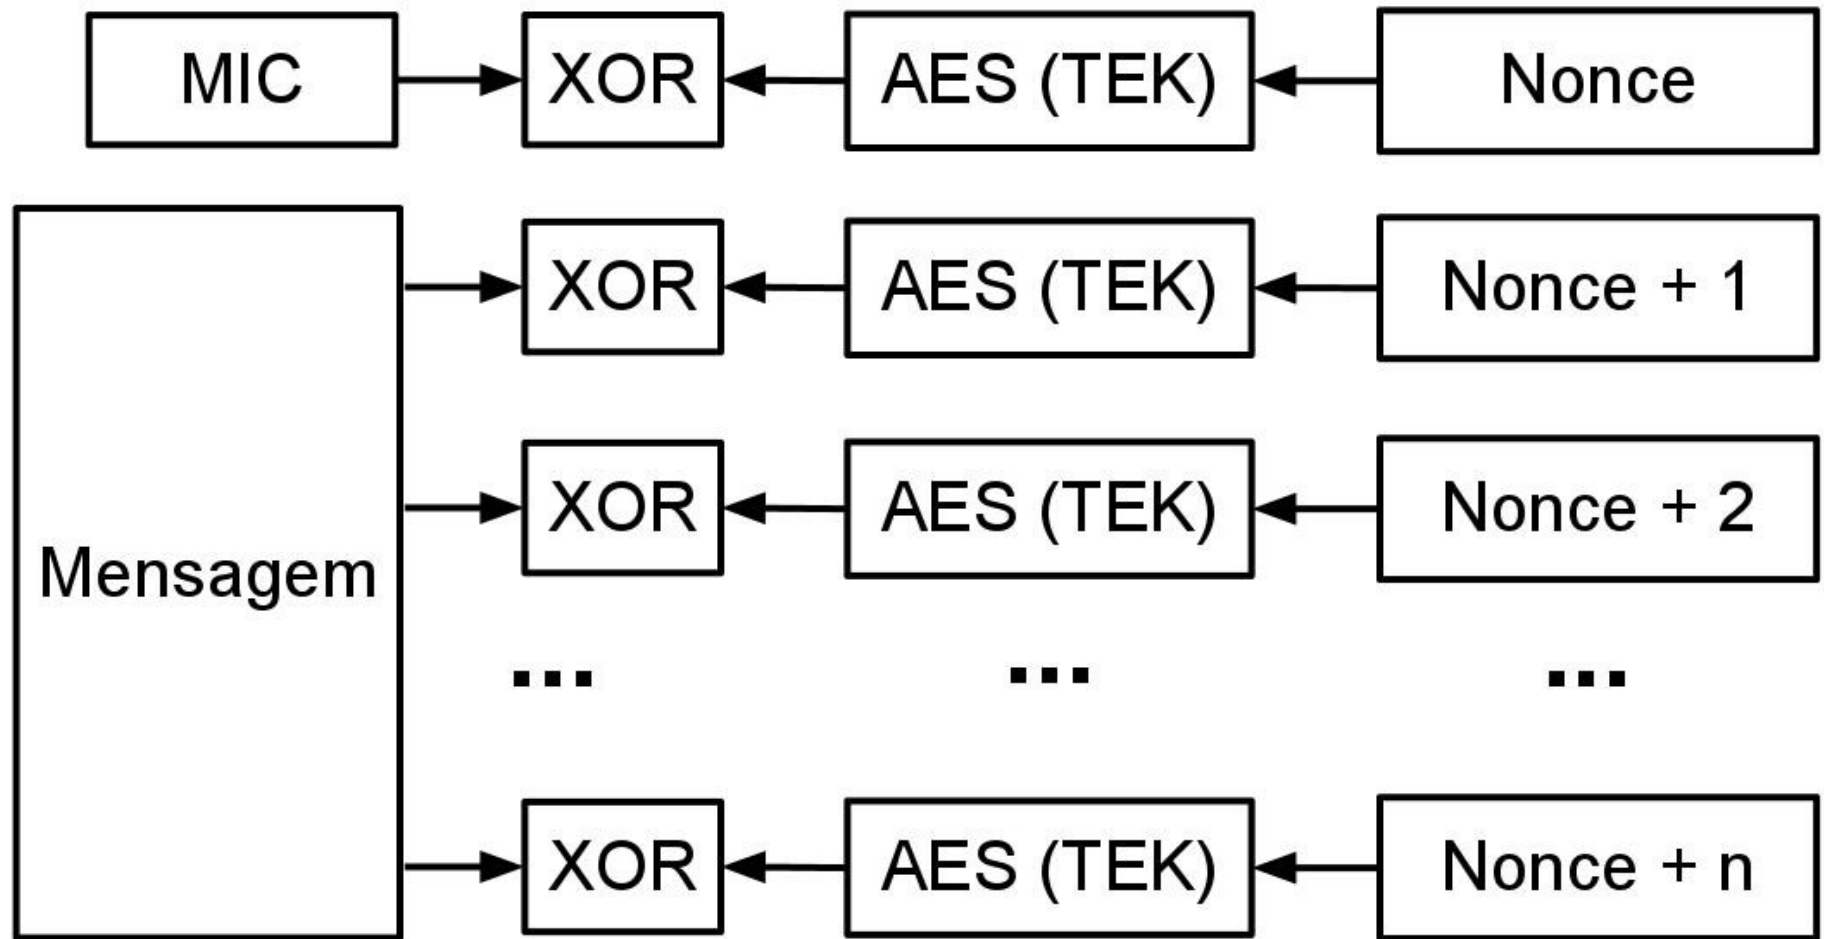 MIC XOR AES (TEK) Nonce
XOR AES (TEK) Nonce + 1
XOR AES (TEK) Nonce + 2
Mensagem
... ... ...
XOR AES (TEK) Nonce + n